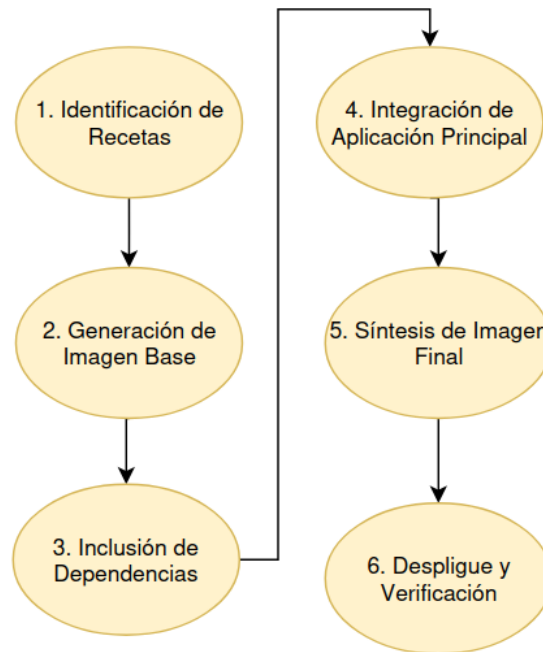 1. Identificación de
Recetas
2. Generación de
Imagen Base
3. Inclusión de
Dependencias
4. Integración de
Aplicación Principal
5. Síntesis de Imagen
Final
6. Despligue y
Verificación